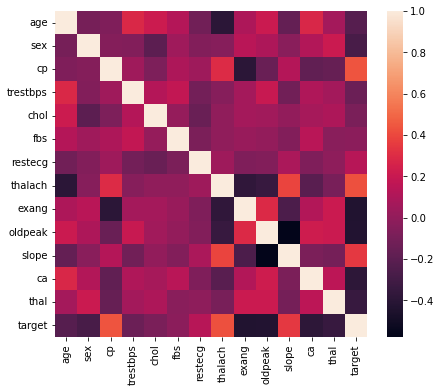 age
sex
cp
trestbps
chol
fbs
restecg
thalach
exang
oldpeak
slope
ca
thal
target
age
sex
cp
trestbps
chol
fbs
restecg
thalach
exang
oldpeak
slope
ca
thal
target
1.0
0.8
0.6
0.4
0.2
0.0
−0.2
−0.4